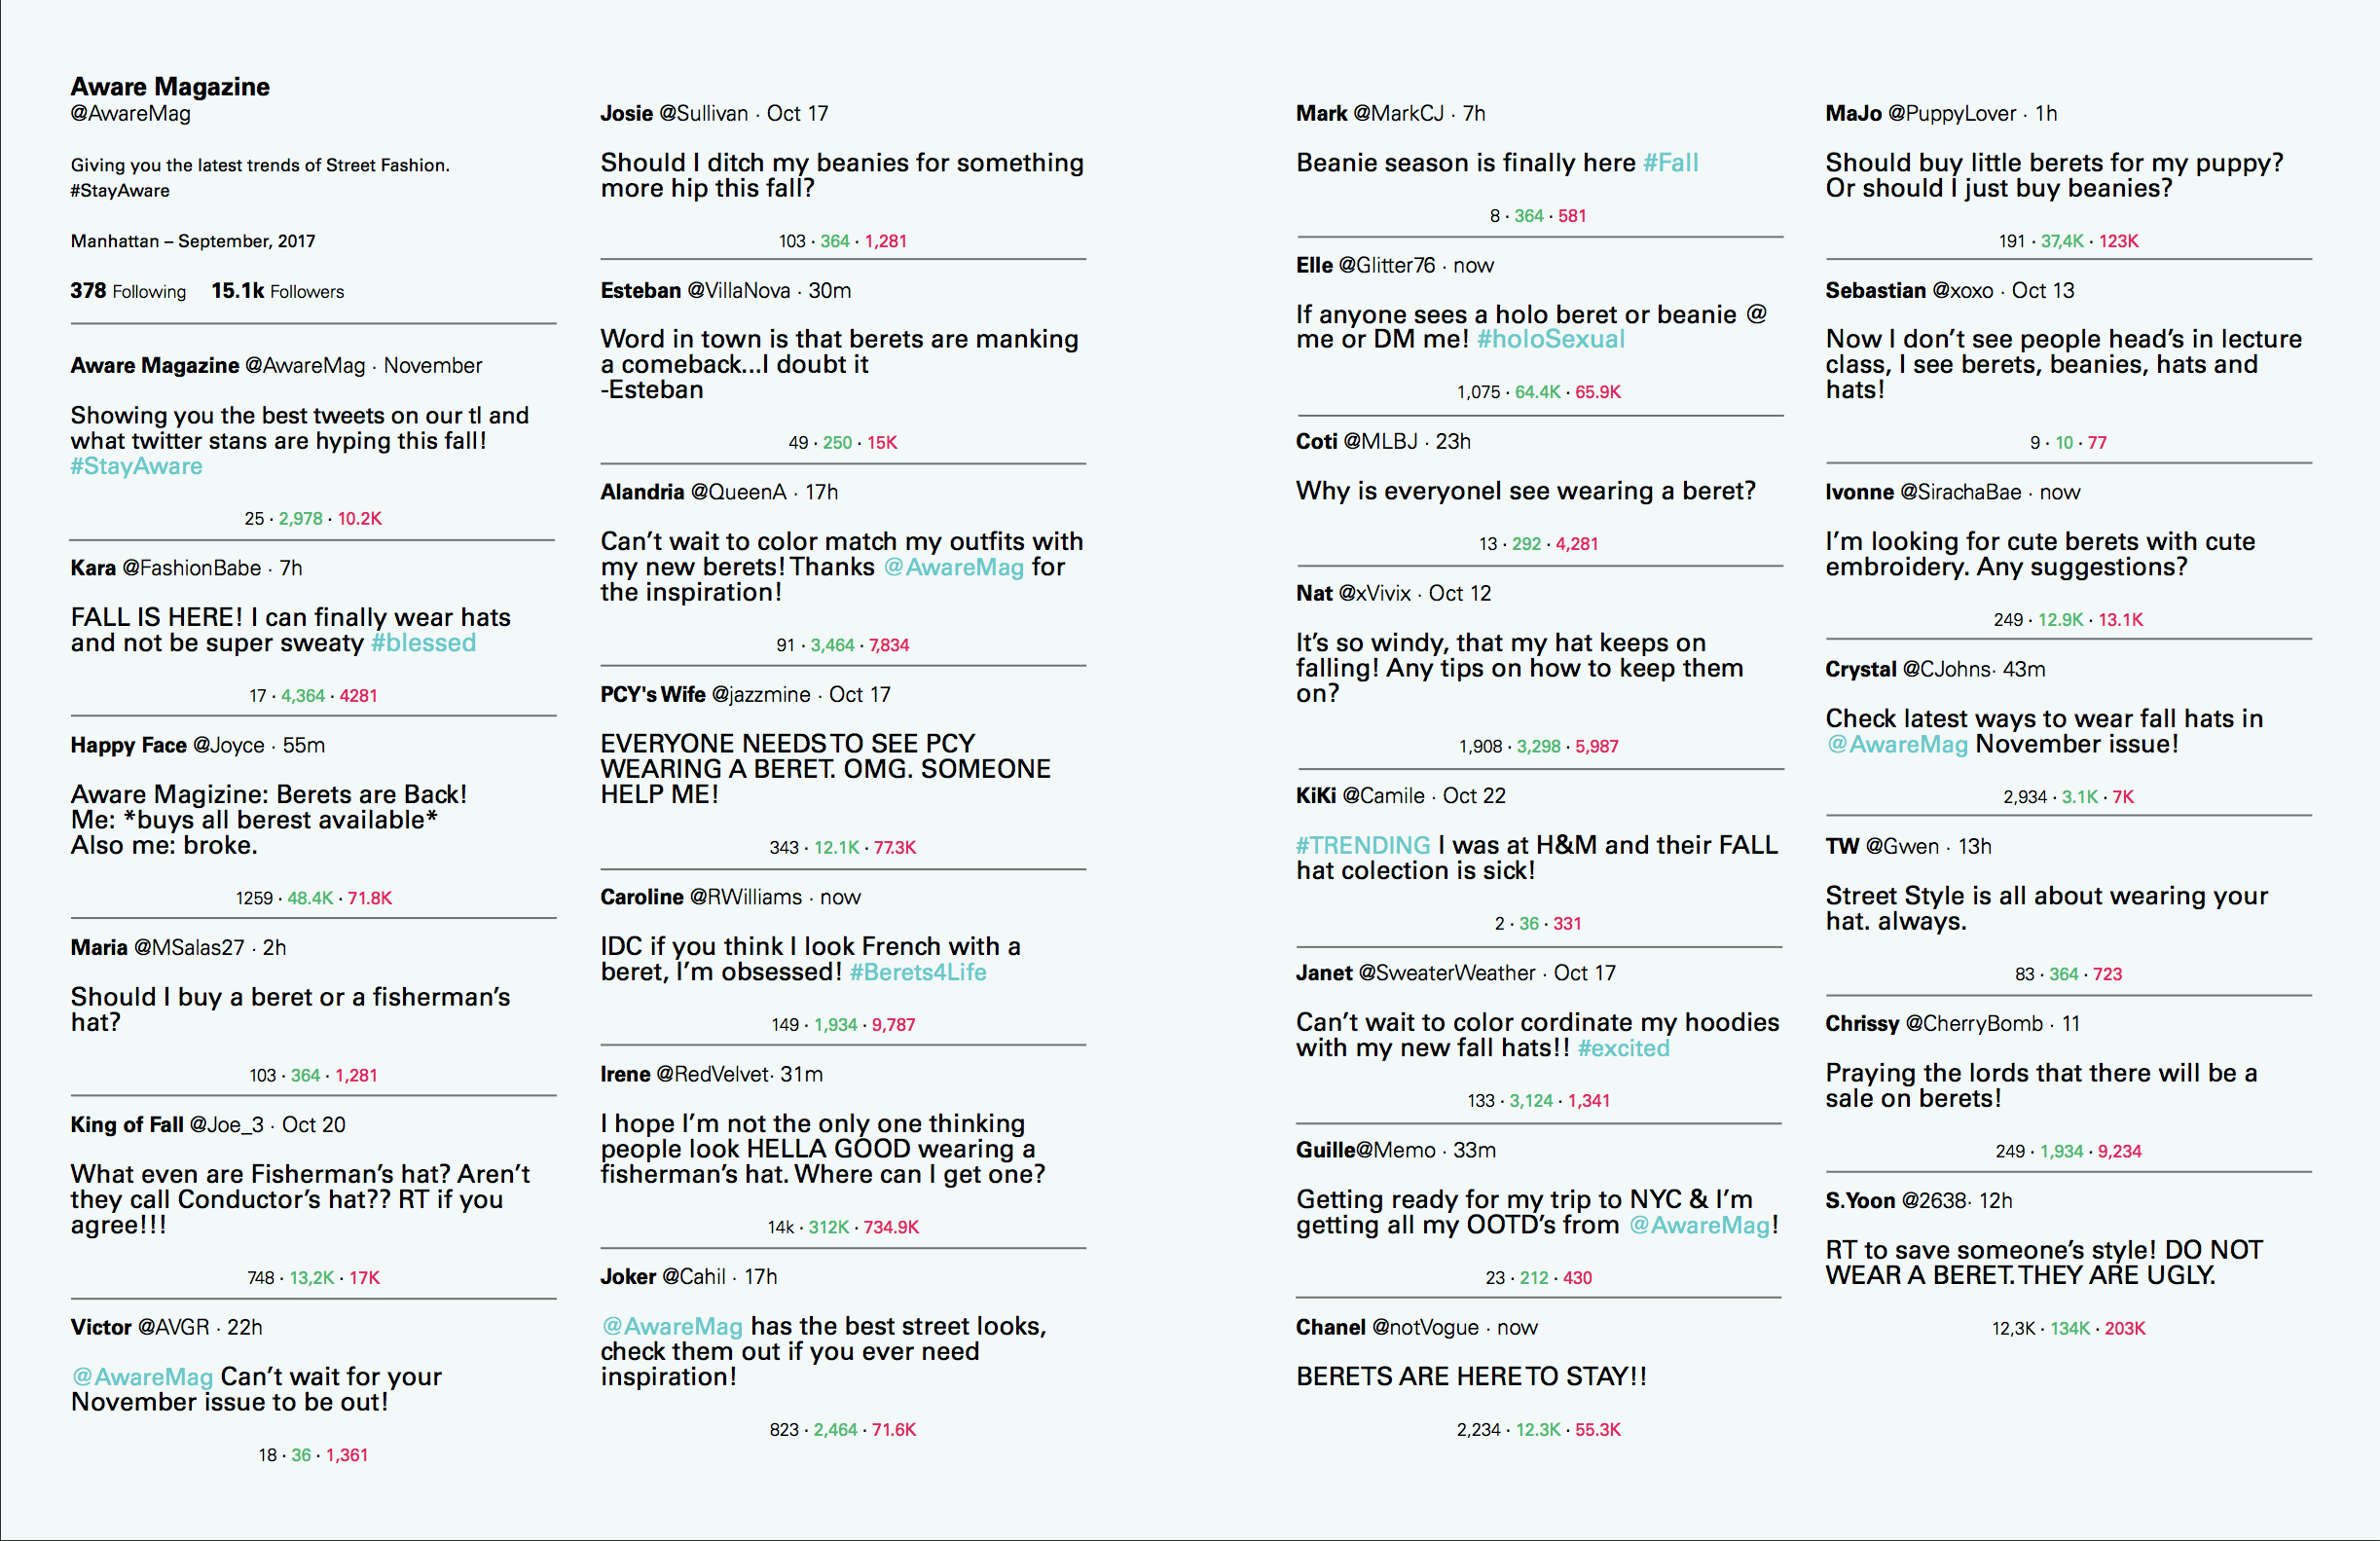 Aware Magazine
@AwareMag
Giving you the latest trends of Street Fashion.
#StayAware
Manhattan – September, 2017
378 Following 15.1k Followers
Aware Magazine @AwareMag · November
Showing you the best tweets on our tl and
what twitter stans are hyping this fall!
#StayAware
25 · 2,978 · 10.2K
Kara @FashionBabe · 7h
FALL IS HERE! I can finally wear hats
and not be super sweaty #blessed
17 · 4,364 · 4281
Happy Face @Joyce · 55m
Aware Magizine: Berets are Back!
Me: *buys all berest available*
Also me: broke.
1259 · 48.4K · 71.8K
Maria @MSalas27 · 2h
Should I buy a beret or a fisherman’s
hat?
103 · 364 · 1,281
King of Fall @Joe_3 · Oct 20
What even are Fisherman’s hat? Aren’t
they call Conductor’s hat?? RT if you
agree!!!
748 · 13,2K · 17K
Victor @AVGR · 22h
@AwareMag Can’t wait for your
November issue to be out!
18 · 36 · 1,361
Josie @Sullivan · Oct 17
Should I ditch my beanies for something
more hip this fall?
103 · 364 · 1,281
Esteban @VillaNova · 30m
Word in town is that berets are manking
a comeback...I doubt it
-Esteban
49 · 250 · 15K
Alandria @QueenA · 17h
Can’t wait to color match my outfits with
my new berets! Thanks @AwareMag for
the inspiration!
91 · 3,464 · 7,834
PCY's Wife @jazzmine · Oct 17
EVERYONE NEEDS TO SEE PCY
WEARING A BERET. OMG. SOMEONE
HELP ME!
343 · 12.1K · 77.3K
Caroline @RWilliams · now
IDC if you think I look French with a
beret, I’m obsessed! #Berets4Life
149 · 1,934 · 9,787
Irene @RedVelvet· 31m
I hope I’m not the only one thinking
people look HELLA GOOD wearing a
fisherman’s hat. Where can I get one?
14k · 312K · 734.9K
Joker @Cahil · 17h
@AwareMag has the best street looks,
check them out if you ever need
inspiration!
823 · 2,464 · 71.6K
Mark @MarkCJ · 7h
Beanie season is finally here #Fall
8 · 364 · 581
Elle @Glitter76 · now
If anyone sees a holo beret or beanie @
me or DM me! #holoSexual
1,075 · 64.4K · 65.9K
Coti @MLBJ · 23h
Why is everyoneI see wearing a beret?
13 · 292 · 4,281
Nat @xVivix · Oct 12
It’s so windy, that my hat keeps on
falling! Any tips on how to keep them
on?
1,908 · 3,298 · 5,987
KiKi @Camile · Oct 22
#TRENDING I was at H&M and their FALL
hat colection is sick!
2 · 36 · 331
Janet @SweaterWeather · Oct 17
Can’t wait to color cordinate my hoodies
with my new fall hats!! #excited
133 · 3,124 · 1,341
Guille@Memo · 33m
Getting ready for my trip to NYC & I’m
getting all my OOTD’s from @AwareMag!
23 · 212 · 430
Chanel @notVogue · now
BERETS ARE HERE TO STAY!!
2,234 · 12.3K · 55.3K
MaJo @PuppyLover · 1h
Should buy little berets for my puppy?
Or should I just buy beanies?
191 · 37,4K · 123K
Sebastian @xoxo · Oct 13
Now I don’t see people head’s in lecture
class, I see berets, beanies, hats and
hats!
9 · 10 · 77
Ivonne @SirachaBae · now
I’m looking for cute berets with cute
embroidery. Any suggestions?
249 · 12.9K · 13.1K
Crystal @CJohns· 43m
Check latest ways to wear fall hats in
@AwareMag November issue!
2,934 · 3.1K · 7K
TW @Gwen · 13h
Street Style is all about wearing your
hat. always.
83 · 364 · 723
Chrissy @CherryBomb · 11
Praying the lords that there will be a
sale on berets!
249 · 1,934 · 9,234
S.Yoon @2638· 12h
RT to save someone’s style! DO NOT
WEAR A BERET. THEY ARE UGLY.
12,3K · 134K · 203K